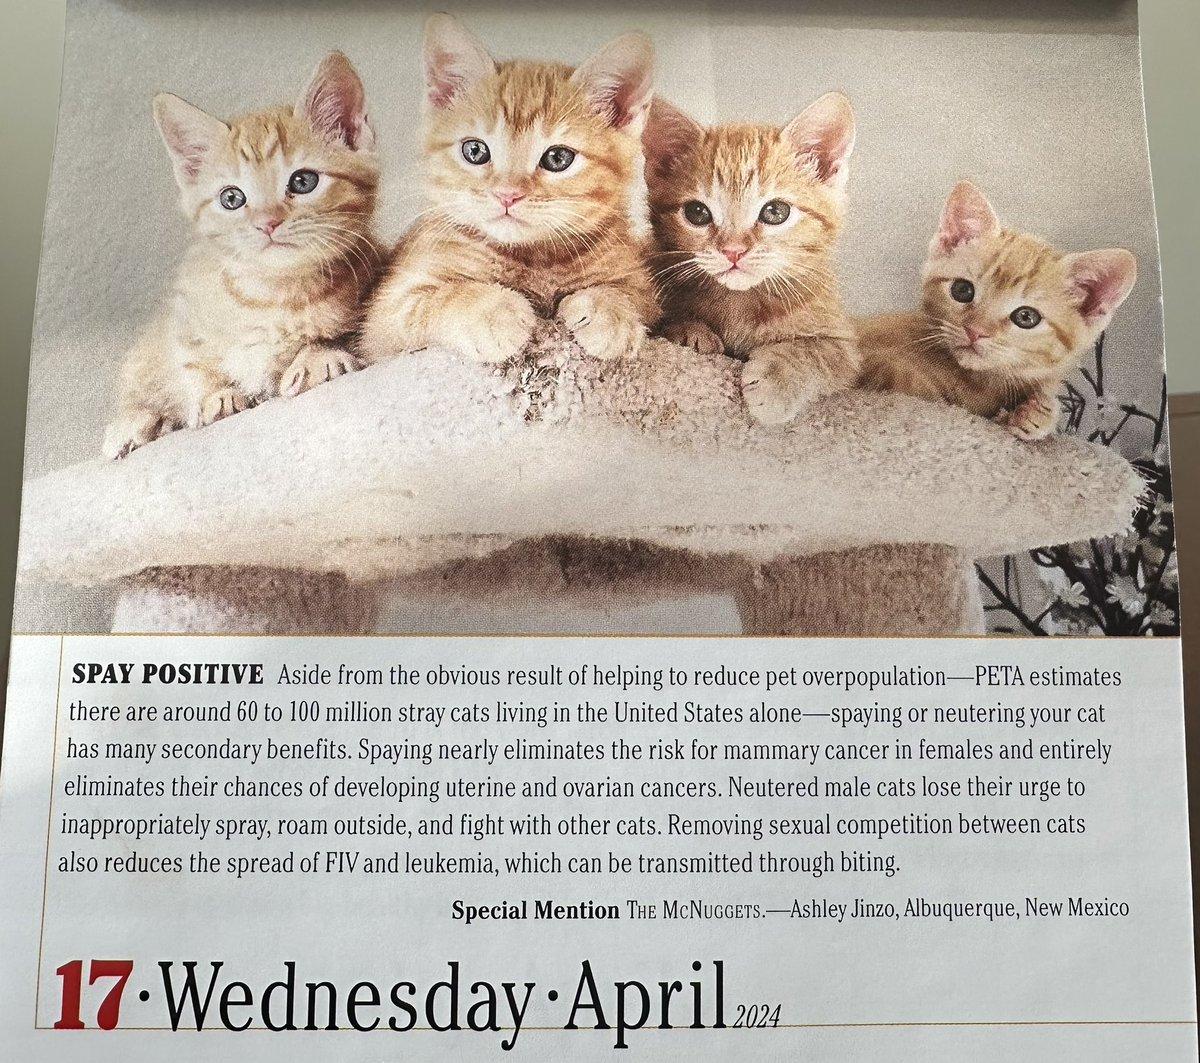 SPAY POSITIVE Aside from the obvious result of helping to reduce pet overpopulation—PETA estimates
there are around 60 to 100 million stray cats living in the United States alone—spaying or neutering your cat
has many secondary benefits. Spaying nearly eliminates the risk for mammary cancer in females and entirely
eliminates their chances of developing uterine and ovarian cancers. Neutered male cats lose their urge to
inappropriately spray, roam outside, and fight with other cats. Removing sexual competition between cats
also reduces the spread of FIV and leukemia, which can be transmitted through biting.
Special Mention THE MCNUGGETS.—Ashley Jinzo, Albuquerque, New Mexico
17·Wednesday·April 2024